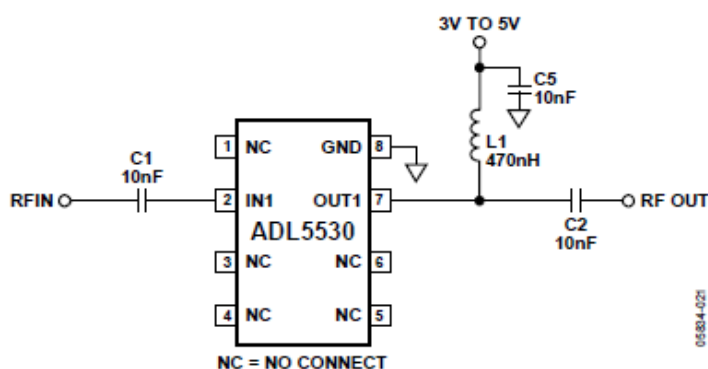 3V TO 5V
C5
10nF
L1
470nH
C1
10nF
1 NC GND 8
RFIN 2 IN1 OUT1 7 RF OUT
C2
10nF
ADL5530
3 NC NC 6
4 NC NC 5
NC = NO CONNECT
05834-021